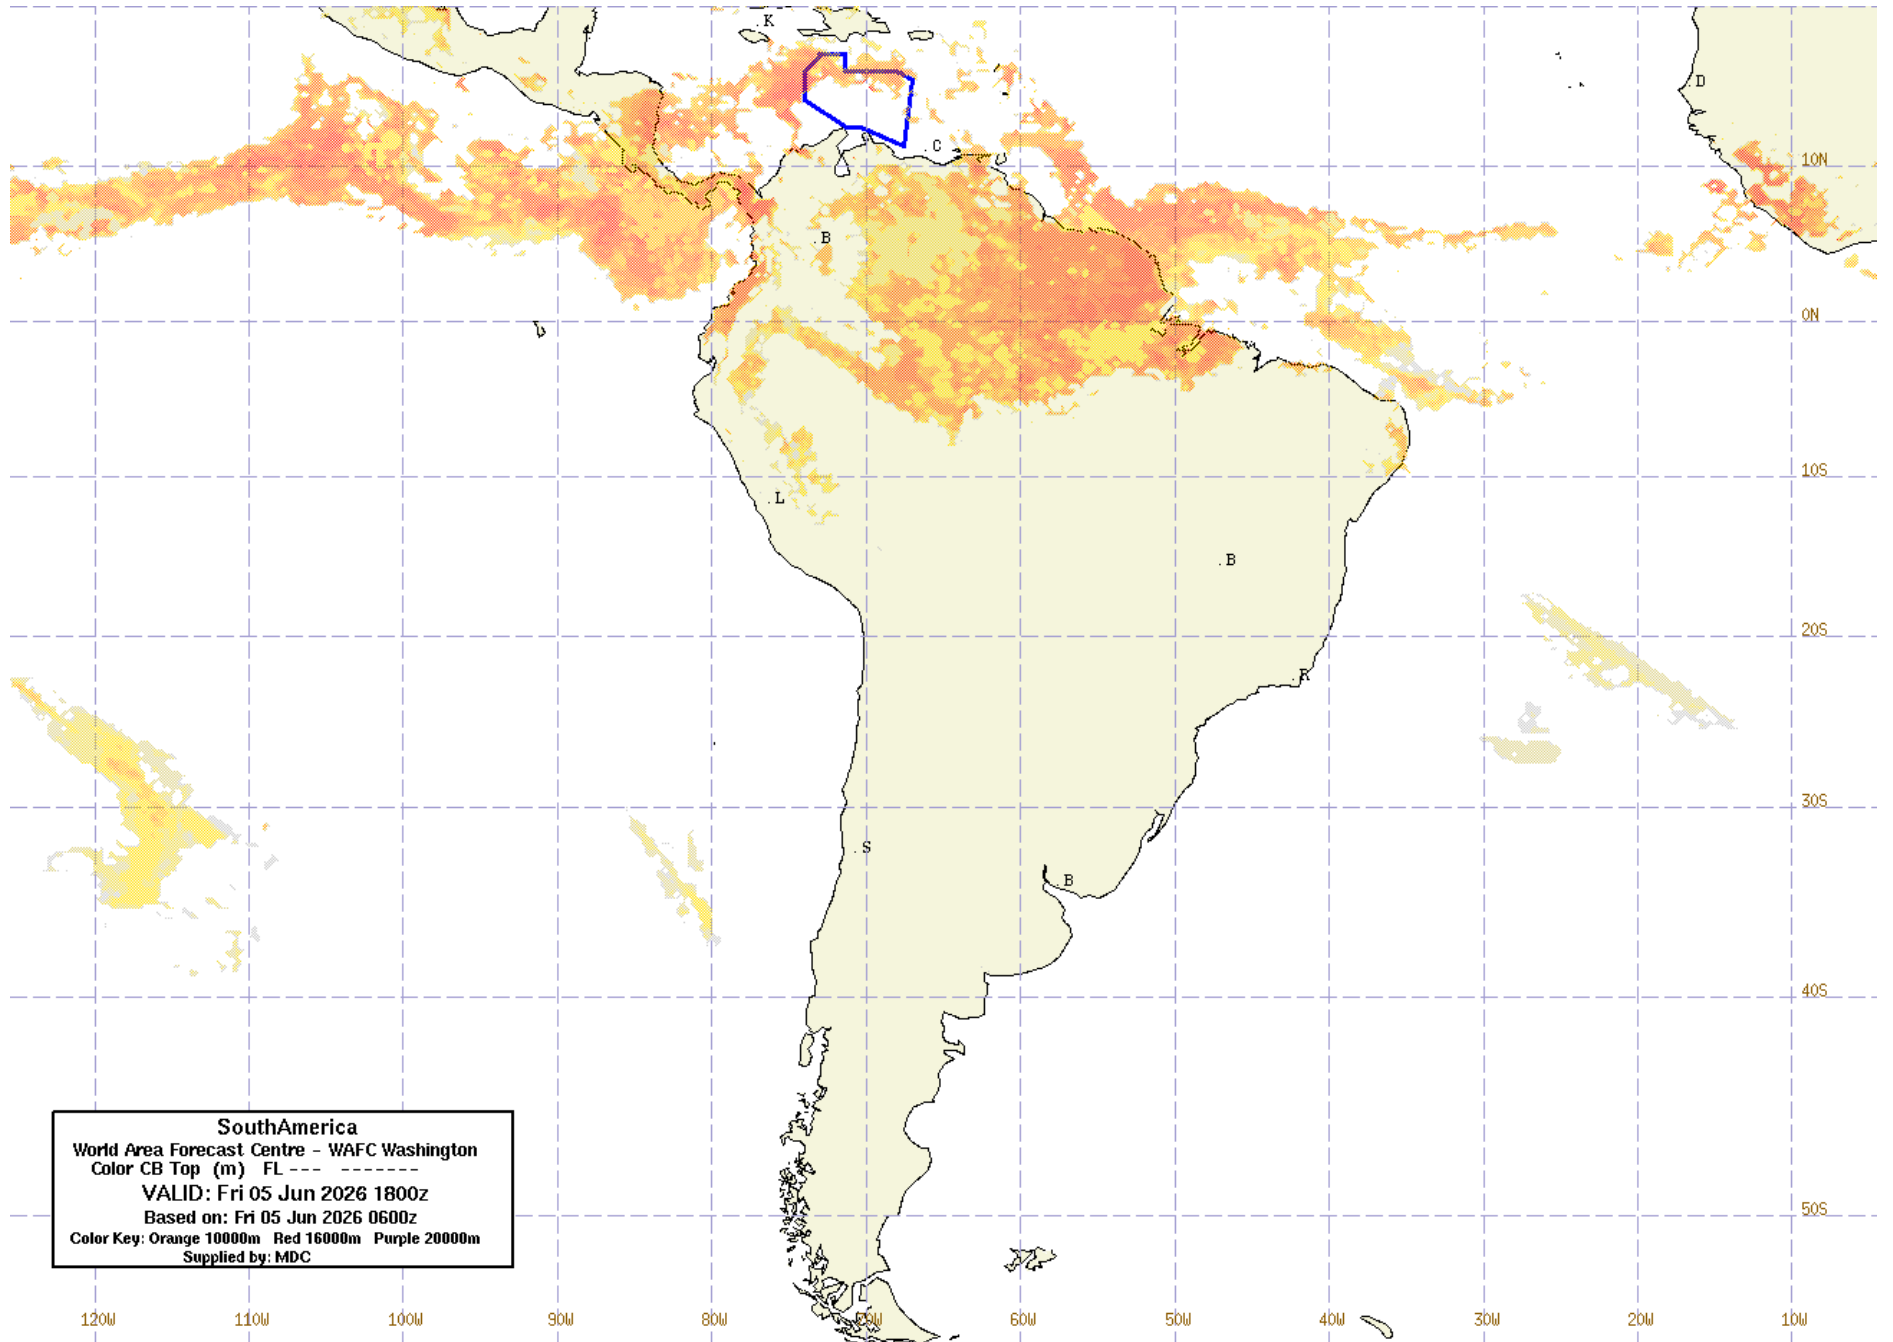 K
D
C
10N
B
0N
L
10S
B
20S
R
30S
S
B
40S
SouthAmerica
World Area Forecast Centre - WAFC Washington
Color CB Top (m) FL --- -------
VALID: Fri 05 Jun 2026 1800z
Based on: Fri 05 Jun 2026 0600z
Color Key: Orange 10000m Red 16000m Purple 20000m
Supplied by: MDC
50S
120W 110W 100W 90W 80W 70W 60W 50W 40W 30W 20W 10W